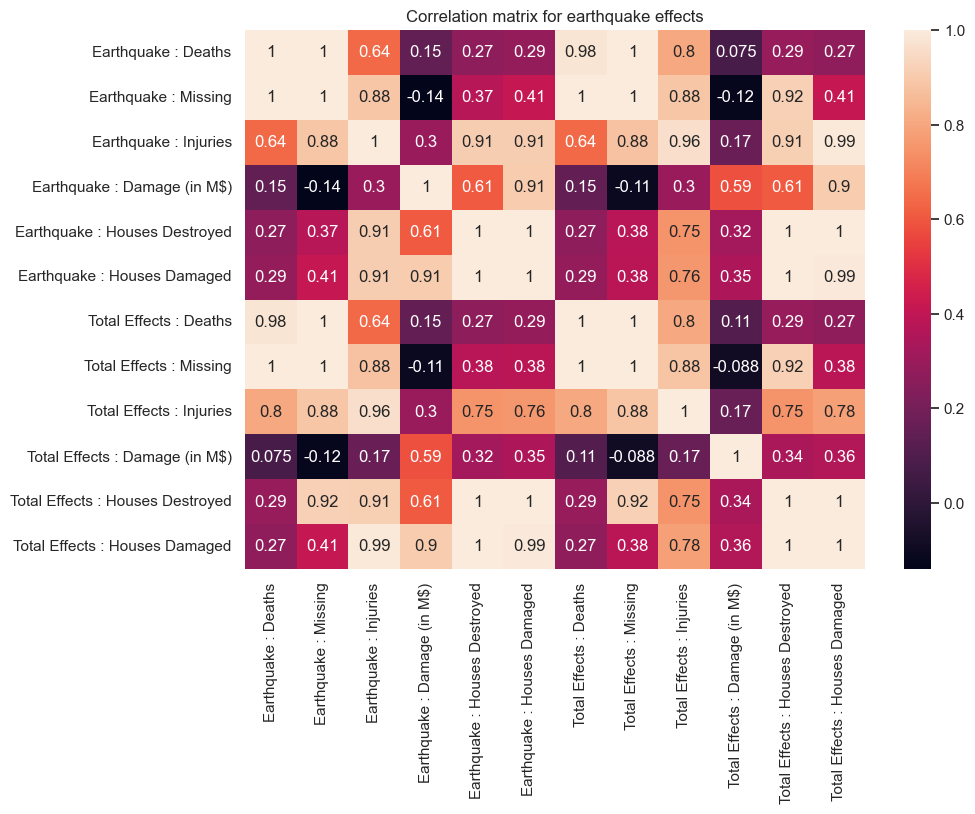 Correlation matrix for earthquake effects
Earthquake : Deaths 1 1 0.64 0.15 0.27 0.29 0.98 1 0.8 0.075 0.29 0.27
Earthquake : Missing 1 1 0.88 -0.14 0.37 0.41 1 1 0.88 -0.12 0.92 0.41
Earthquake : Injuries 0.64 0.88 1 0.3 0.91 0.91 0.64 0.88 0.96 0.17 0.91 0.99
Earthquake : Damage (in M$) 0.15 -0.14 0.3 1 0.61 0.91 0.15 -0.11 0.3 0.59 0.61 0.9
Earthquake : Houses Destroyed 0.27 0.37 0.91 0.61 1 1 0.27 0.38 0.75 0.32 1 1
Earthquake : Houses Damaged 0.29 0.41 0.91 0.91 1 1 0.29 0.38 0.76 0.35 1 0.99
Total Effects : Deaths 0.98 1 0.64 0.15 0.27 0.29 1 1 0.8 0.11 0.29 0.27
Total Effects : Missing 1 1 0.88 -0.11 0.38 0.38 1 1 0.88 -0.088 0.92 0.38
Total Effects : Injuries 0.8 0.88 0.96 0.3 0.75 0.76 0.8 0.88 1 0.17 0.75 0.78
Total Effects : Damage (in M$) 0.075 -0.12 0.17 0.59 0.32 0.35 0.11 -0.088 0.17 1 0.34 0.36
Total Effects : Houses Destroyed 0.29 0.92 0.91 0.61 1 1 0.29 0.92 0.75 0.34 1 1
Total Effects : Houses Damaged 0.27 0.41 0.99 0.9 1 0.99 0.27 0.38 0.78 0.36 1 1
Earthquake : Deaths
Earthquake : Missing
Earthquake : Injuries
Earthquake : Damage (in M$)
Earthquake : Houses Destroyed
Earthquake : Houses Damaged
Total Effects : Deaths
Total Effects : Missing
Total Effects : Injuries
Total Effects : Damage (in M$)
Total Effects : Houses Destroyed
Total Effects : Houses Damaged
1.0
0.8
0.6
0.4
0.2
0.0